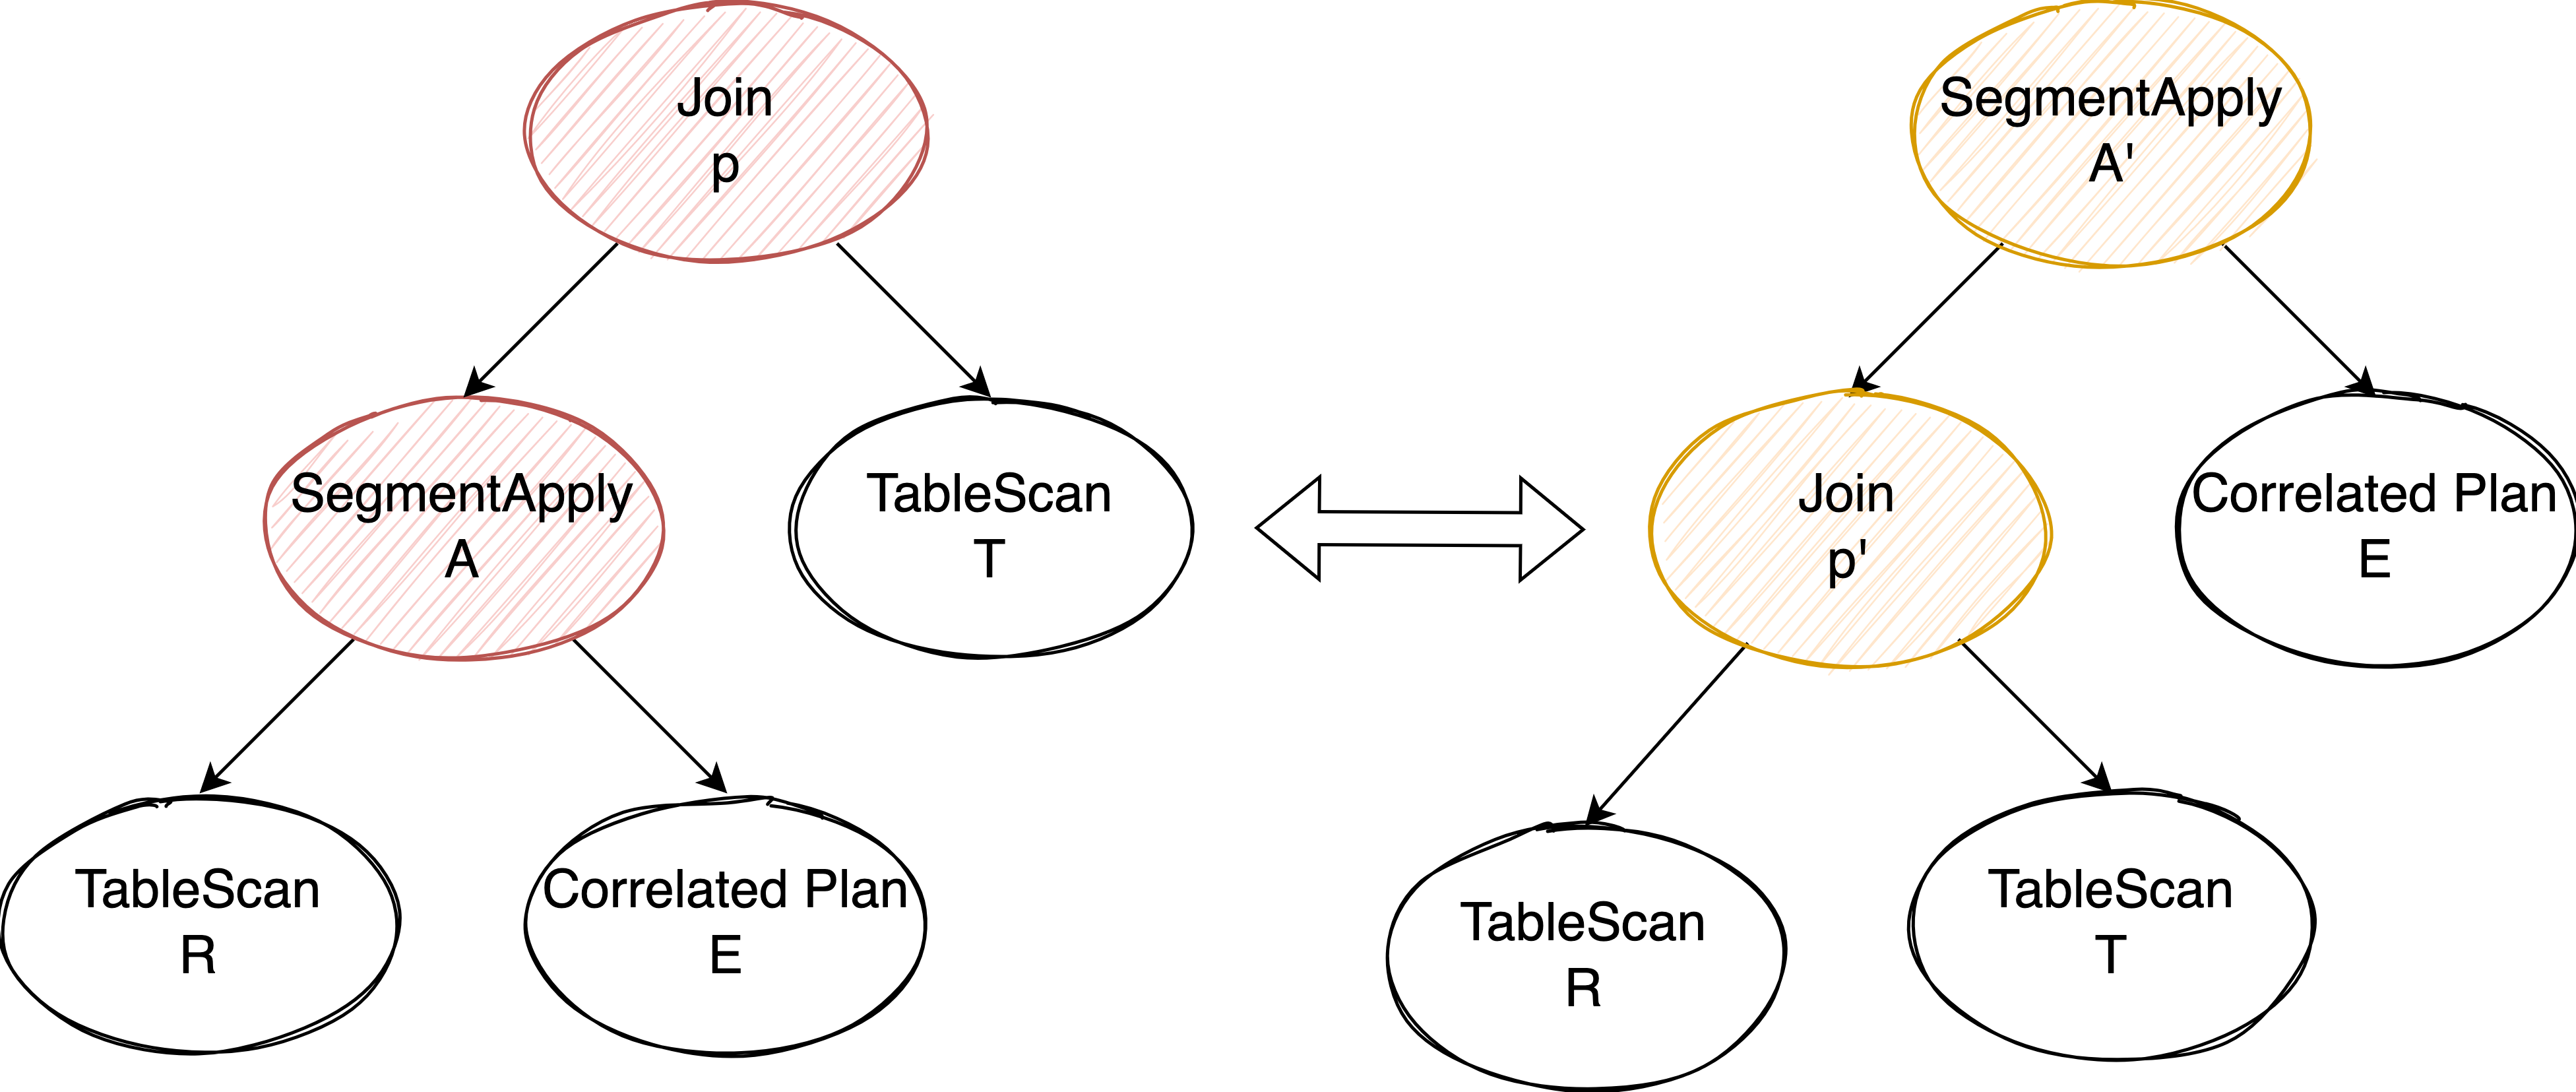 Join
p
SegmentApply
A
TableScan
T
TableScan
R
Correlated Plan
E
SegmentApply
A'
Join
p'
Correlated Plan
E
TableScan
R
TableScan
T